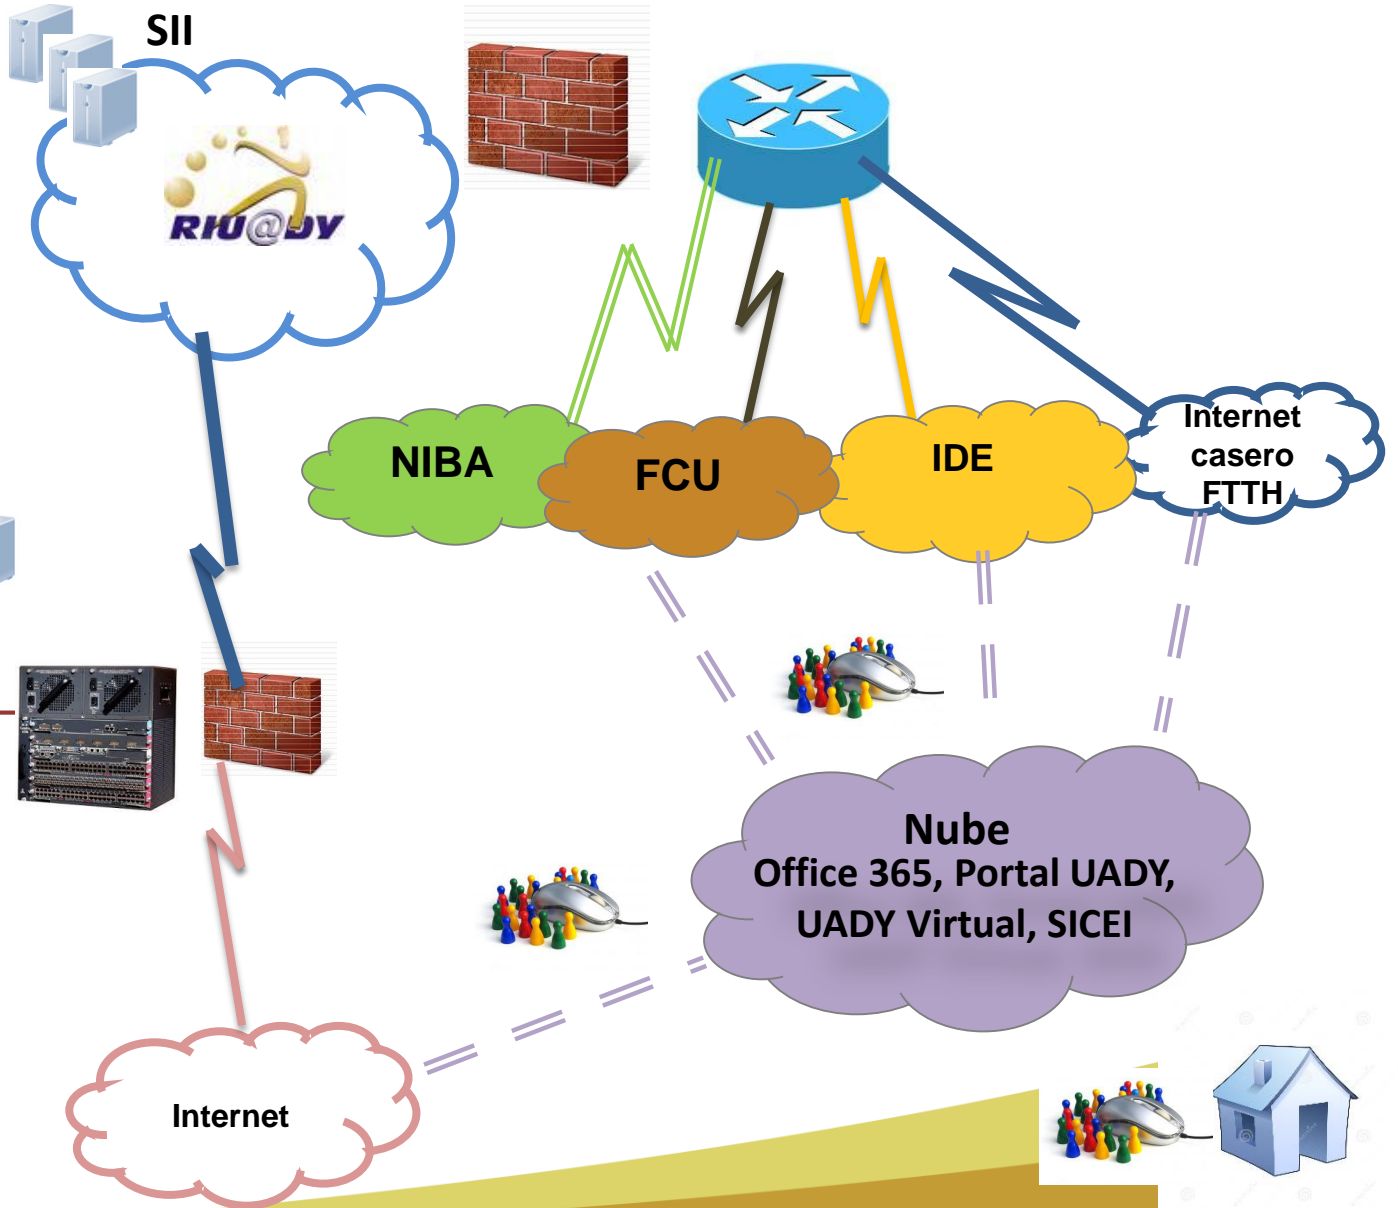 SII
RIU@DY
NIBA
FCU
IDE
Internet
casero
FTTH
Nube
Office 365, Portal UADY,
UADY Virtual, SICEI
Internet